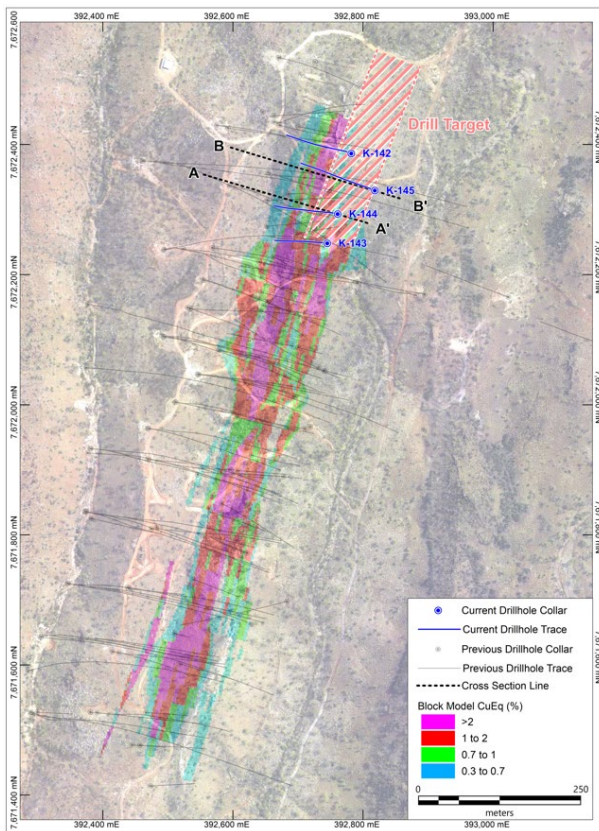 392,400 mE 392,600 mE 392,800 mE 393,000 mE
7,672,600
7,672,400 mN
7,672,200 mN
7,672,000 mN
7,671,800 mN
7,671,600 mN
7,671,400 mN
Drill Target
B
K-142
A
K-145
B'
K-144
A'
K-143
Current Drillhole Collar
Current Drillhole Trace
Previous Drillhole Collar
Previous Drillhole Trace
Cross Section Line
Block Model CuEq (%)
>2
1 to 2
0.7 to 1
0.3 to 0.7
0 250
meters
392,400 mE 392,600 mE 392,800 mE 393,000 mE